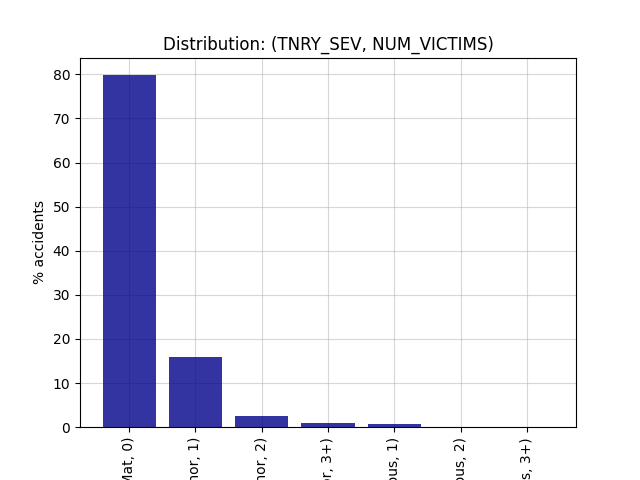 Distribution: (TNRY_SEV, NUM_VICTIMS)
% accidents
80
70
60
50
40
30
20
10
0
Mat, 0)
nor, 1)
nor, 2)
r, 3+)
ous, 1)
ous, 2)
s, 3+)